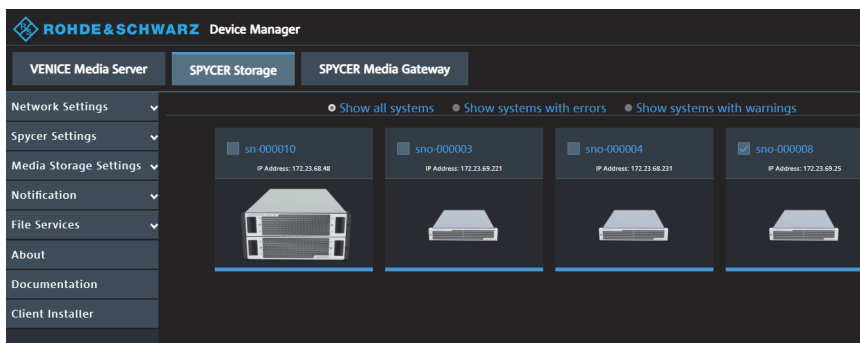 R&S ROHDE&SCHWARZ Device Manager
VENICE Media Server SPYCER Storage SPYCER Media Gateway
Network Settings
Show all systems Show systems with errors Show systems with warnings
Spycer Settings
Media Storage Settings
Notification
File Services
About
Documentation
Client Installer
sn-000010
IP Address: 172.23.68.48
sno-000003
IP Address: 172.23.69.221
sno-000004
IP Address: 172.23.68.231
sno-000008
IP Address: 172.23.69.25